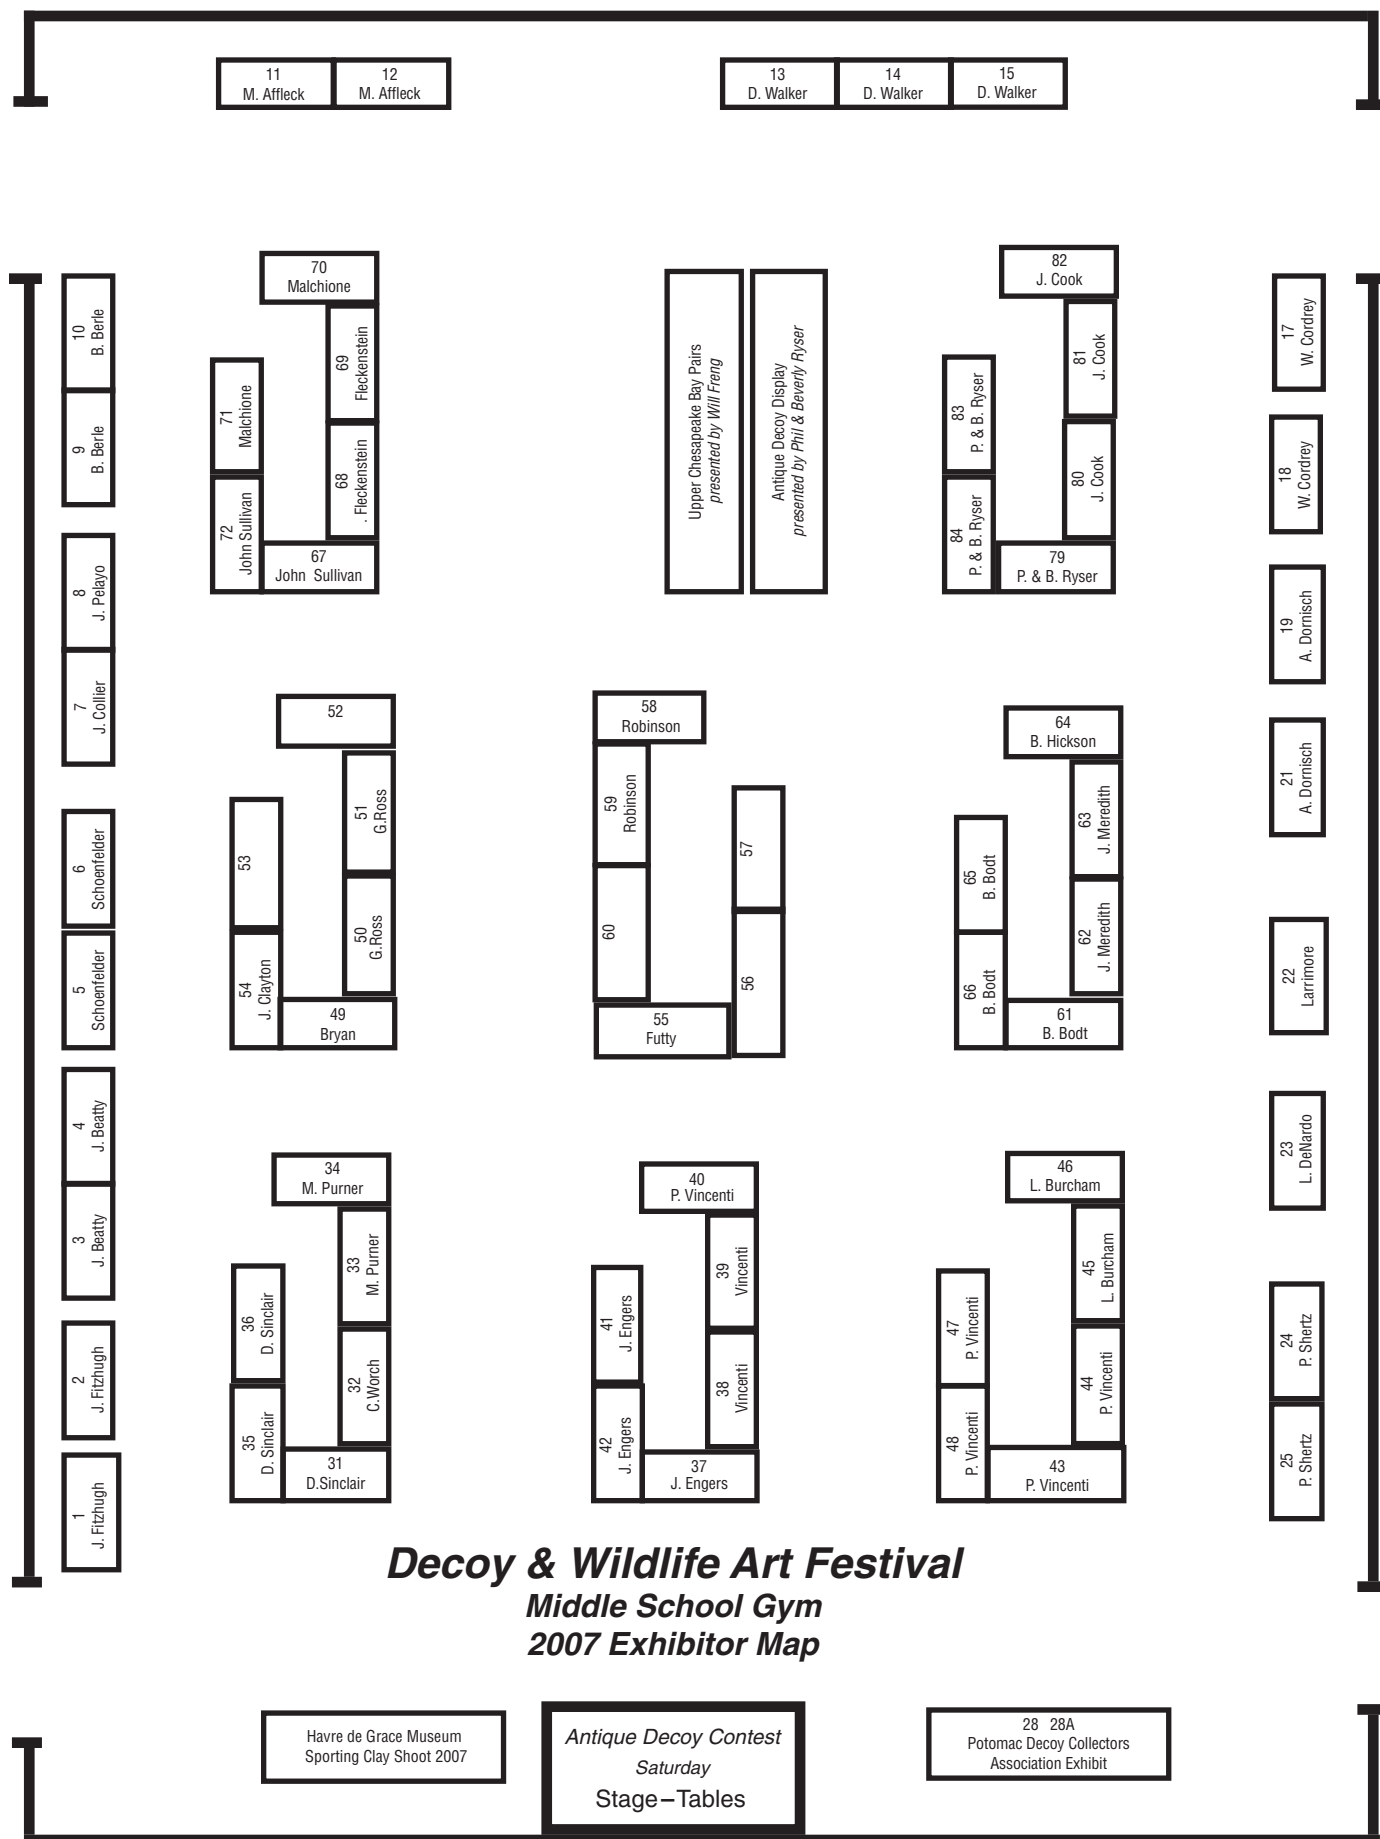 11
M. Affleck
12
M. Affleck
13
D. Walker
14
D. Walker
15
D. Walker
10
B. Berle
9
B. Berle
8
J. Pelayo
7
J. Collier
6
Schoenfelder
5
Schoenfelder
4
J. Beatty
3
J. Beatty
2
J. Fitzhugh
1
J. Fitzhugh
70
Malchione
69
Fleckenstein
71
Malchione
68
. Fleckenstein
72
John Sullivan
67
John Sullivan
Upper Chesapeake Bay Pairs
presented by Will Freng
Antique Decoy Display
presented by Phil & Beverly Ryser
82
J. Cook
81
J. Cook
83
P. & B. Ryser
80
J. Cook
84
P. & B. Ryser
79
P. & B. Ryser
17
W. Cordrey
18
W. Cordrey
19
A. Dornisch
21
A. Dornisch
22
Larrimore
23
L. DeNardo
24
P. Shertz
25
P. Shertz
52
51
G.Ross
53
50
G.Ross
54
J. Clayton
49
Bryan
58
Robinson
59
Robinson
57
60
56
55
Futty
64
B. Hickson
63
J. Meredith
65
B. Bodt
62
J. Meredith
66
B. Bodt
61
B. Bodt
34
M. Purner
33
M. Purner
36
D. Sinclair
32
C.Worch
35
D. Sinclair
31
D.Sinclair
40
P. Vincenti
39
Vincenti
41
J. Engers
38
Vincenti
42
J. Engers
37
J. Engers
46
L. Burcham
45
L. Burcham
47
P. Vincenti
44
P. Vincenti
48
P. Vincenti
43
P. Vincenti
Decoy & Wildlife Art Festival
Middle School Gym
2007 Exhibitor Map
Havre de Grace Museum
Sporting Clay Shoot 2007
Antique Decoy Contest
Saturday
Stage–Tables
28 28A
Potomac Decoy Collectors
Association Exhibit